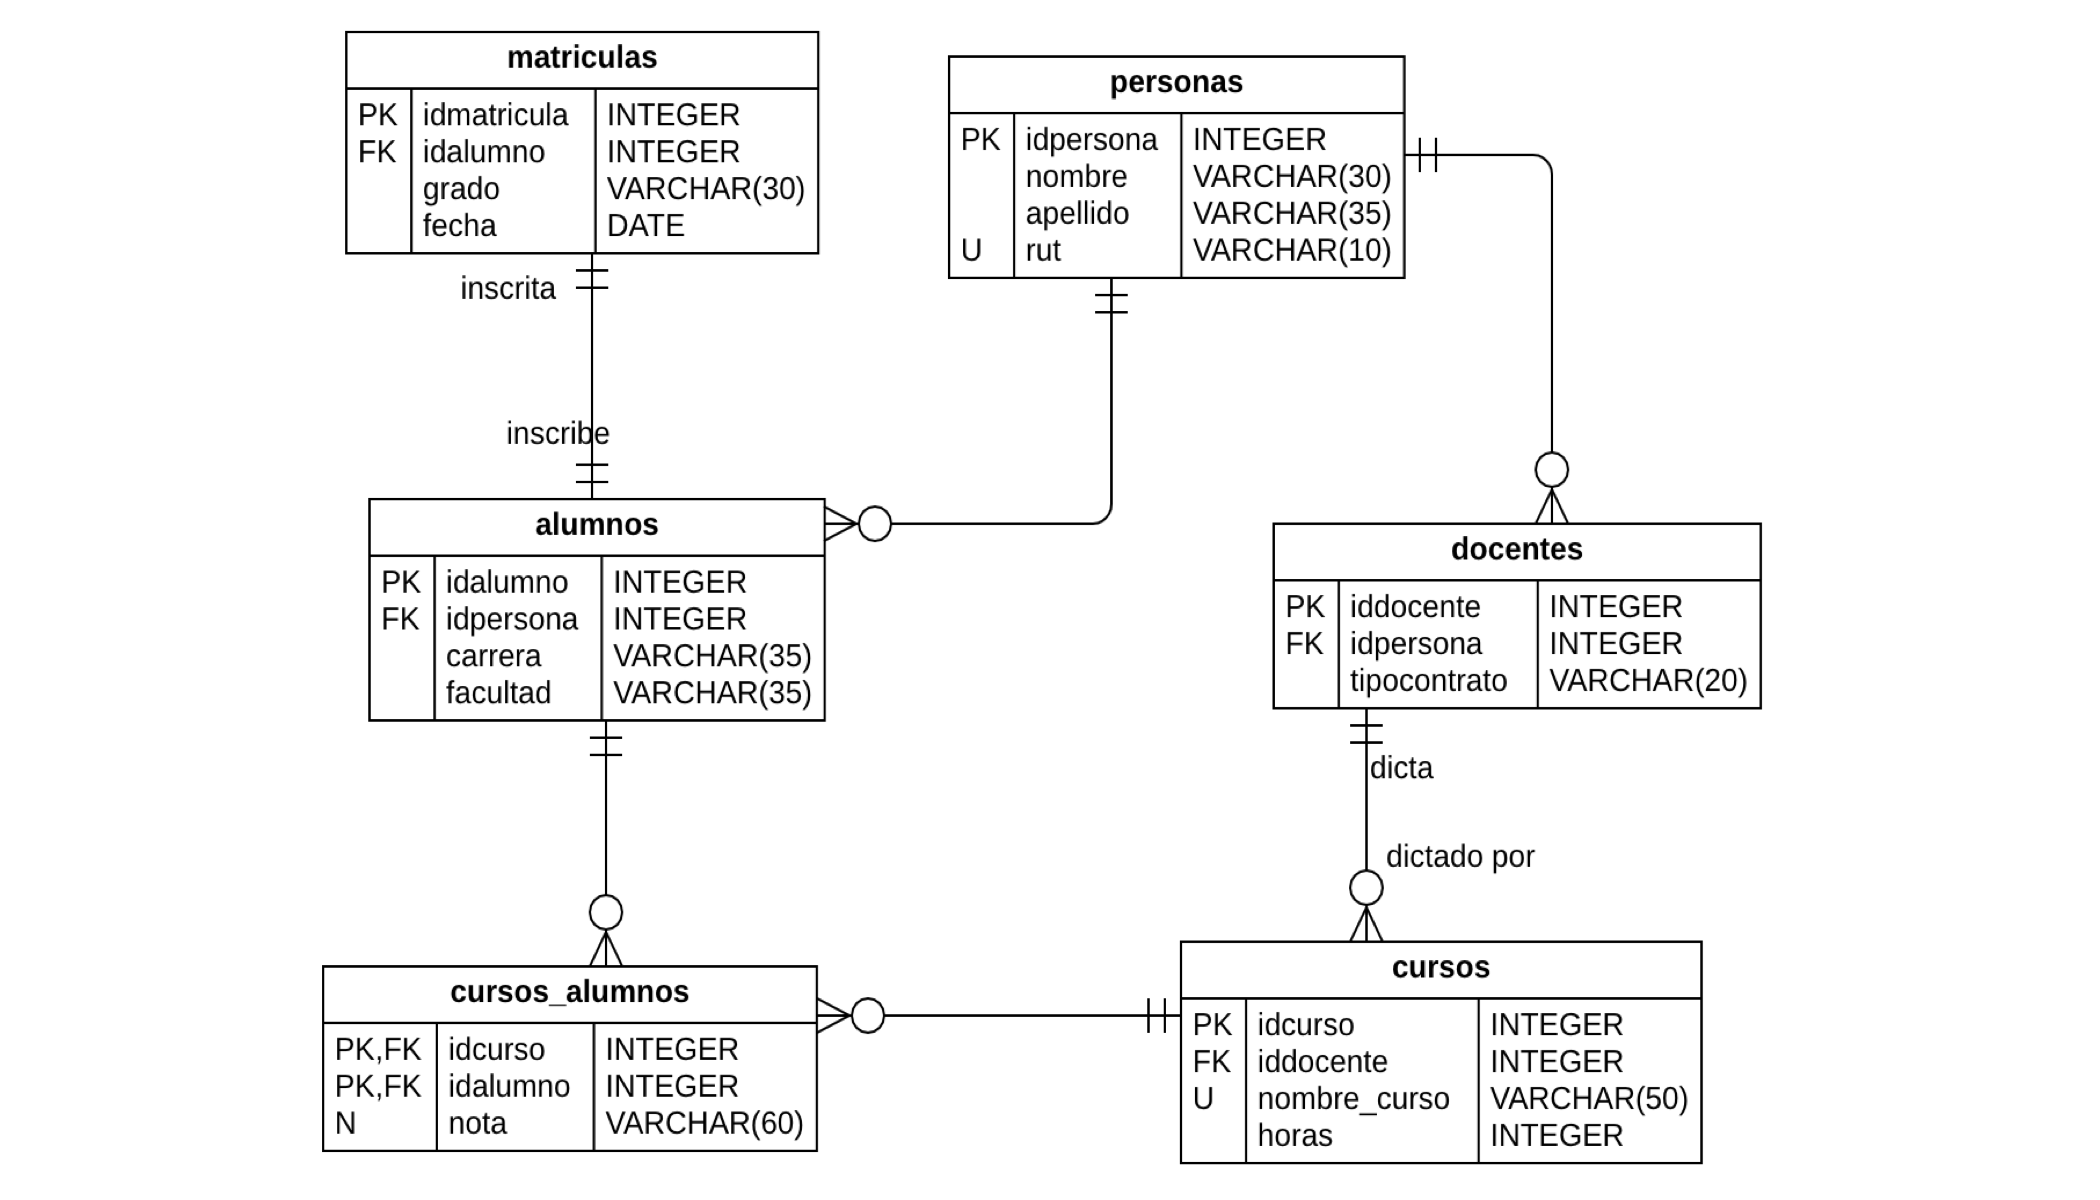 matriculas
PK idmatricula INTEGER
FK idalumno INTEGER
grado VARCHAR(30)
fecha DATE
inscrita
inscribe
personas
PK idpersona INTEGER
nombre VARCHAR(30)
apellido VARCHAR(35)
U rut VARCHAR(10)
alumnos
PK idalumno INTEGER
FK idpersona INTEGER
carrera VARCHAR(35)
facultad VARCHAR(35)
docentes
PK iddocente INTEGER
FK idpersona INTEGER
tipocontrato VARCHAR(20)
dicta
dictado por
cursos_alumnos
PK,FK idcurso INTEGER
PK,FK idalumno INTEGER
N nota VARCHAR(60)
cursos
PK idcurso INTEGER
FK iddocente INTEGER
U nombre_curso VARCHAR(50)
horas INTEGER